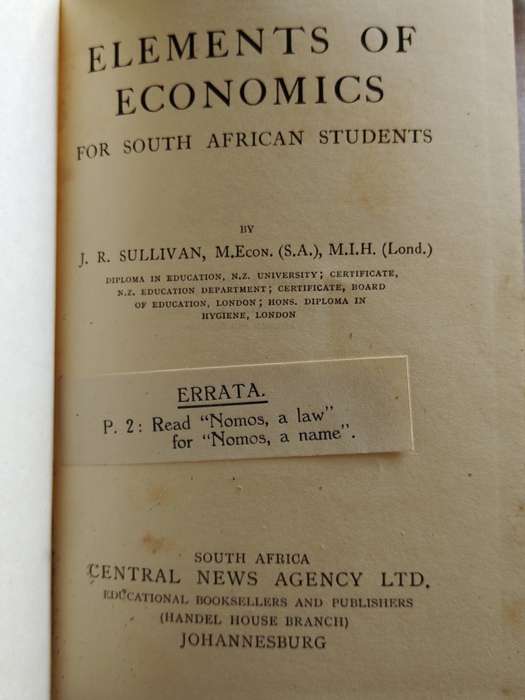 ELEMENTS OF
ECONOMICS
FOR SOUTH AFRICAN STUDENTS
BY
J. R. SULLIVAN, M.Econ. (S.A.), M.I.H. (Lond.)
DIPLOMA IN EDUCATION, N.Z. UNIVERSITY; CERTIFICATE,
N.Z. EDUCATION DEPARTMENT; CERTIFICATE, BOARD
OF EDUCATION, LONDON; HONS. DIPLOMA IN
HYGIENE, LONDON
ERRATA.
P. 2: Read "Nomos, a law"
for "Nomos, a name".
SOUTH AFRICA
CENTRAL NEWS AGENCY LTD.
EDUCATIONAL BOOKSELLERS AND PUBLISHERS
(HANDEL HOUSE BRANCH)
JOHANNESBURG